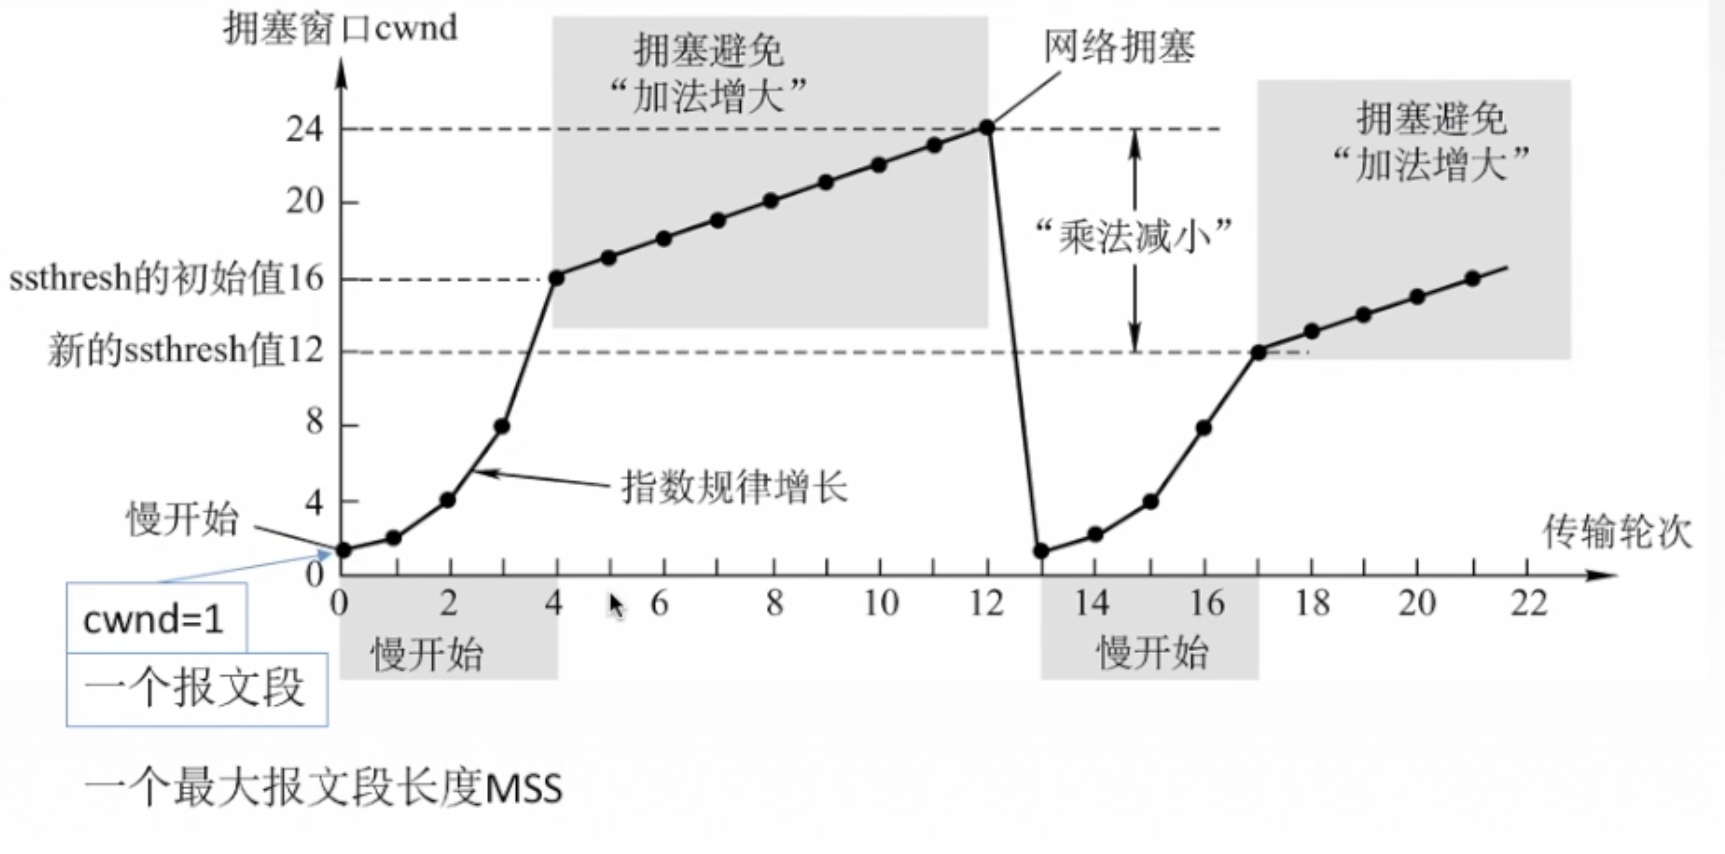 拥塞窗口cwnd
拥塞避免
“加法增大”
网络拥塞
拥塞避免
“加法增大”
24
20
“乘法减小”
ssthresh的初始值16
新的ssthresh值12
8
指数规律增长
4
慢开始
传输轮次
0
0 2 4 6 8 10 12 14 16 18 20 22
cwnd=1
慢开始
慢开始
一个报文段
一个最大报文段长度MSS